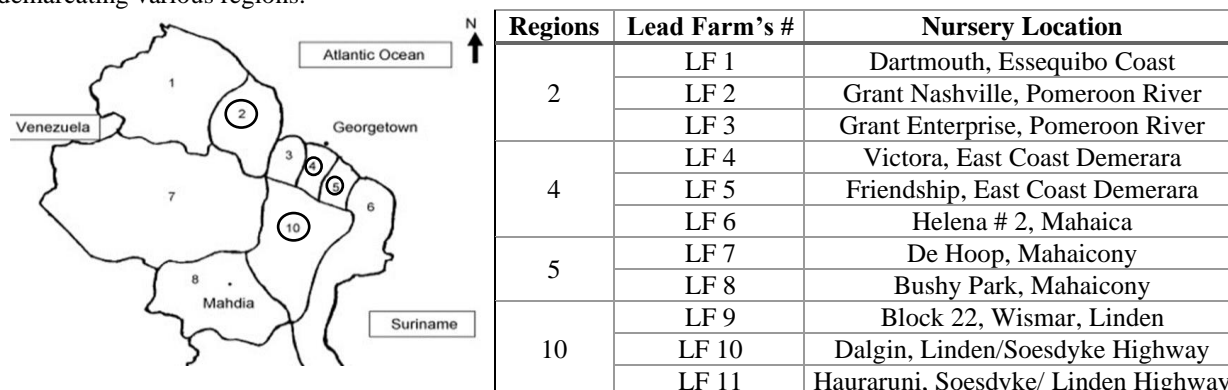 demarcating various regions.
N
Atlantic Ocean
1
2
Venezuela
Georgetown
3
4
5
6
7
10
8
Mahdia
Suriname
Regions Lead Farm's # Nursery Location
2
LF 1 Dartmouth, Essequibo Coast
LF 2 Grant Nashville, Pomeroon River
LF 3 Grant Enterprise, Pomeroon River
4
LF 4 Victora, East Coast Demerara
LF 5 Friendship, East Coast Demerara
LF 6 Helena # 2, Mahaica
5
LF 7 De Hoop, Mahaicony
LF 8 Bushy Park, Mahaicony
10
LF 9 Block 22, Wismar, Linden
LF 10 Dalgin, Linden/Soesdyke Highway
LF 11 Hauraruni, Soesdyke/ Linden Highway